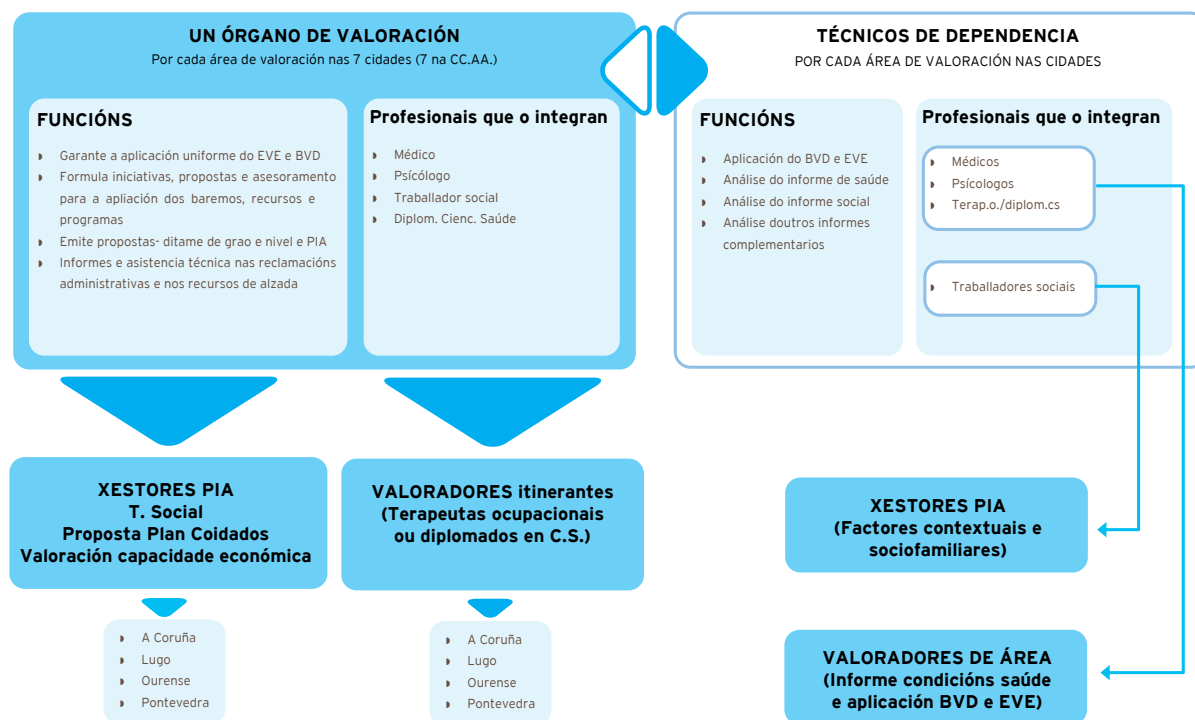 UN ÓRGANO DE VALORACIÓN
Por cada área de valoración nas 7 cidades (7 na CC.AA.)
FUNCIÓNS
Garante a aplicación uniforme do EVE e BVD
Formula iniciativas, propostas e asesoramento
para a apliación dos baremos, recursos e
programas
Emite propostas- ditame de grao e nivel e PIA
Informes e asistencia técnica nas reclamacións
administrativas e nos recursos de alzada
Profesionais que o integran
Médico
Psícólogo
Traballador social
Diplom. Cienc. Saúde
TÉCNICOS DE DEPENDENCIA
POR CADA ÁREA DE VALORACIÓN NAS CIDADES
FUNCIÓNS
Aplicación do BVD e EVE
Análise do informe de saúde
Análise do informe social
Análise doutros informes
complementarios
Profesionais que o integran
Médicos
Psícologos
Terap.o./diplom.cs
Traballadores sociais
XESTORES PIA
T. Social
Proposta Plan Coidados
Valoración capacidade económica
A Coruña
Lugo
Ourense
Pontevedra
VALORADORES itinerantes
(Terapeutas ocupacionais
ou diplomados en C.S.)
A Coruña
Lugo
Ourense
Pontevedra
XESTORES PIA
(Factores contextuais e
sociofamiliares)
VALORADORES DE ÁREA
(Informe condicións saúde
e aplicación BVD e EVE)